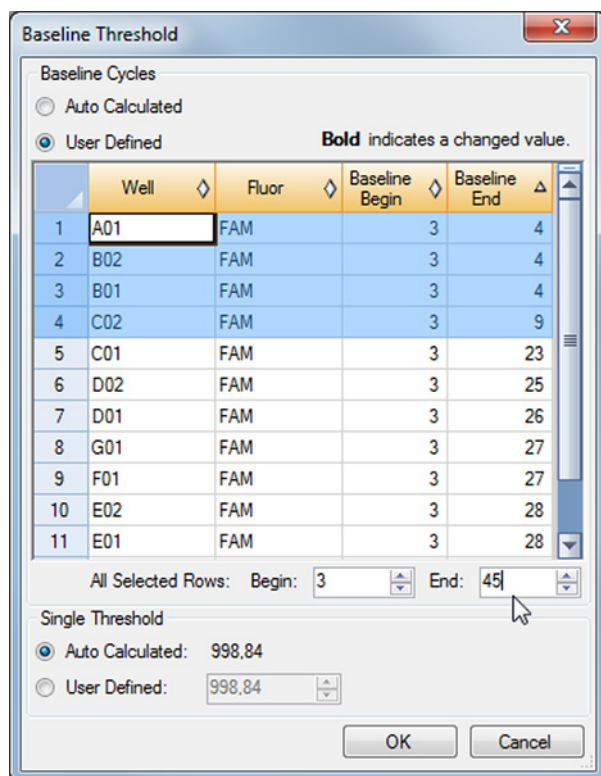 Baseline Threshold
Baseline Cycles
Auto Calculated
User Defined Bold indicates a changed value.
Well Fluor Baseline Begin Baseline End
1 A01 FAM 3 4
2 B02 FAM 3 4
3 B01 FAM 3 4
4 C02 FAM 3 9
5 C01 FAM 3 23
6 D02 FAM 3 25
7 D01 FAM 3 26
8 G01 FAM 3 27
9 F01 FAM 3 27
10 E02 FAM 3 28
11 E01 FAM 3 28
All Selected Rows: Begin: 3 End: 45
Single Threshold
Auto Calculated: 998,84
User Defined: 998,84
OK Cancel